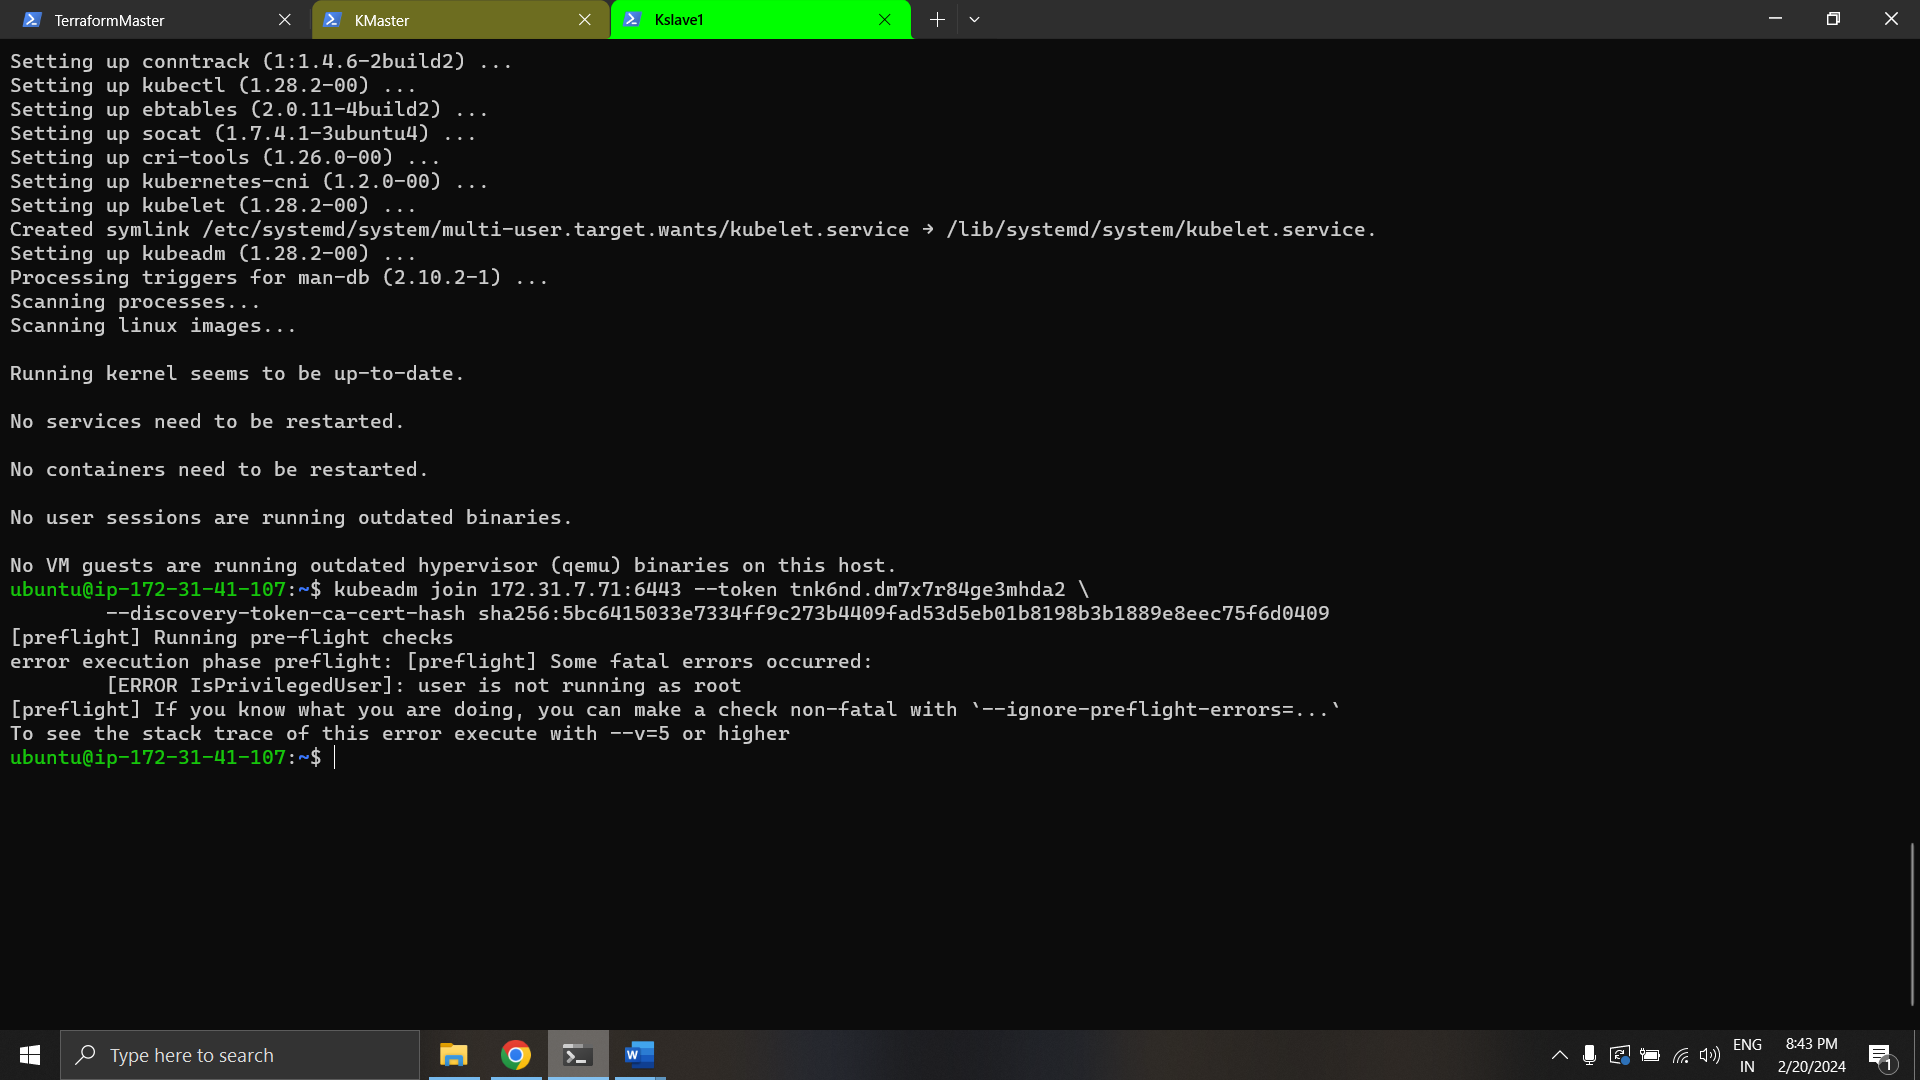 TerraformMaster
KMaster
Kslave1
Setting up conntrack (1:1.4.6-2build2) ...
Setting up kubectl (1.28.2-00) ...
Setting up ebtables (2.0.11-4build2) ...
Setting up socat (1.7.4.1-3ubuntu4) ...
Setting up cri-tools (1.26.0-00) ...
Setting up kubernetes-cni (1.2.0-00) ...
Setting up kubelet (1.28.2-00) ...
Created symlink /etc/systemd/system/multi-user.target.wants/kubelet.service → /lib/systemd/system/kubelet.service.
Setting up kubeadm (1.28.2-00) ...
Processing triggers for man-db (2.10.2-1) ...
Scanning processes...
Scanning linux images...
Running kernel seems to be up-to-date.
No services need to be restarted.
No containers need to be restarted.
No user sessions are running outdated binaries.
No VM guests are running outdated hypervisor (qemu) binaries on this host.
ubuntu@ip-172-31-41-107:~$ kubeadm join 172.31.7.71:6443 --token tnk6nd.dm7x7r84ge3mhda2 \
--discovery-token-ca-cert-hash sha256:5bc6415033e7334ff9c273b4409fad53d5eb01b8198b3b1889e8eec75f6d0409
[preflight] Running pre-flight checks
error execution phase preflight: [preflight] Some fatal errors occurred:
[ERROR IsPrivilegedUser]: user is not running as root
[preflight] If you know what you are doing, you can make a check non-fatal with `--ignore-preflight-errors=...`
To see the stack trace of this error execute with --v=5 or higher
ubuntu@ip-172-31-41-107:~$
Type here to search
ENG
IN
8:43 PM
2/20/2024
1